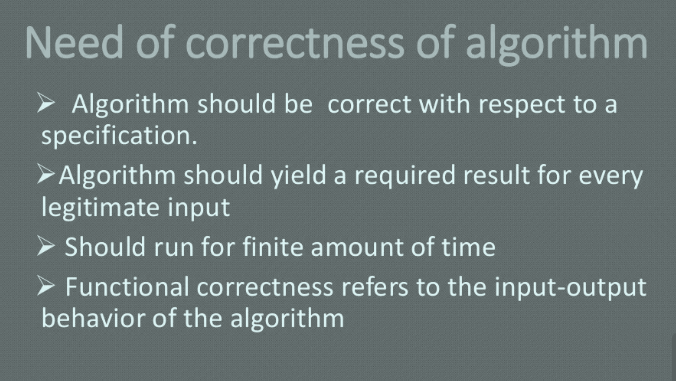 Need of correctness of algorithm
➢ Algorithm should be correct with respect to a
specification.
➢Algorithm should yield a required result for every
legitimate input
➢ Should run for finite amount of time
➢ Functional correctness refers to the input-output
behavior of the algorithm